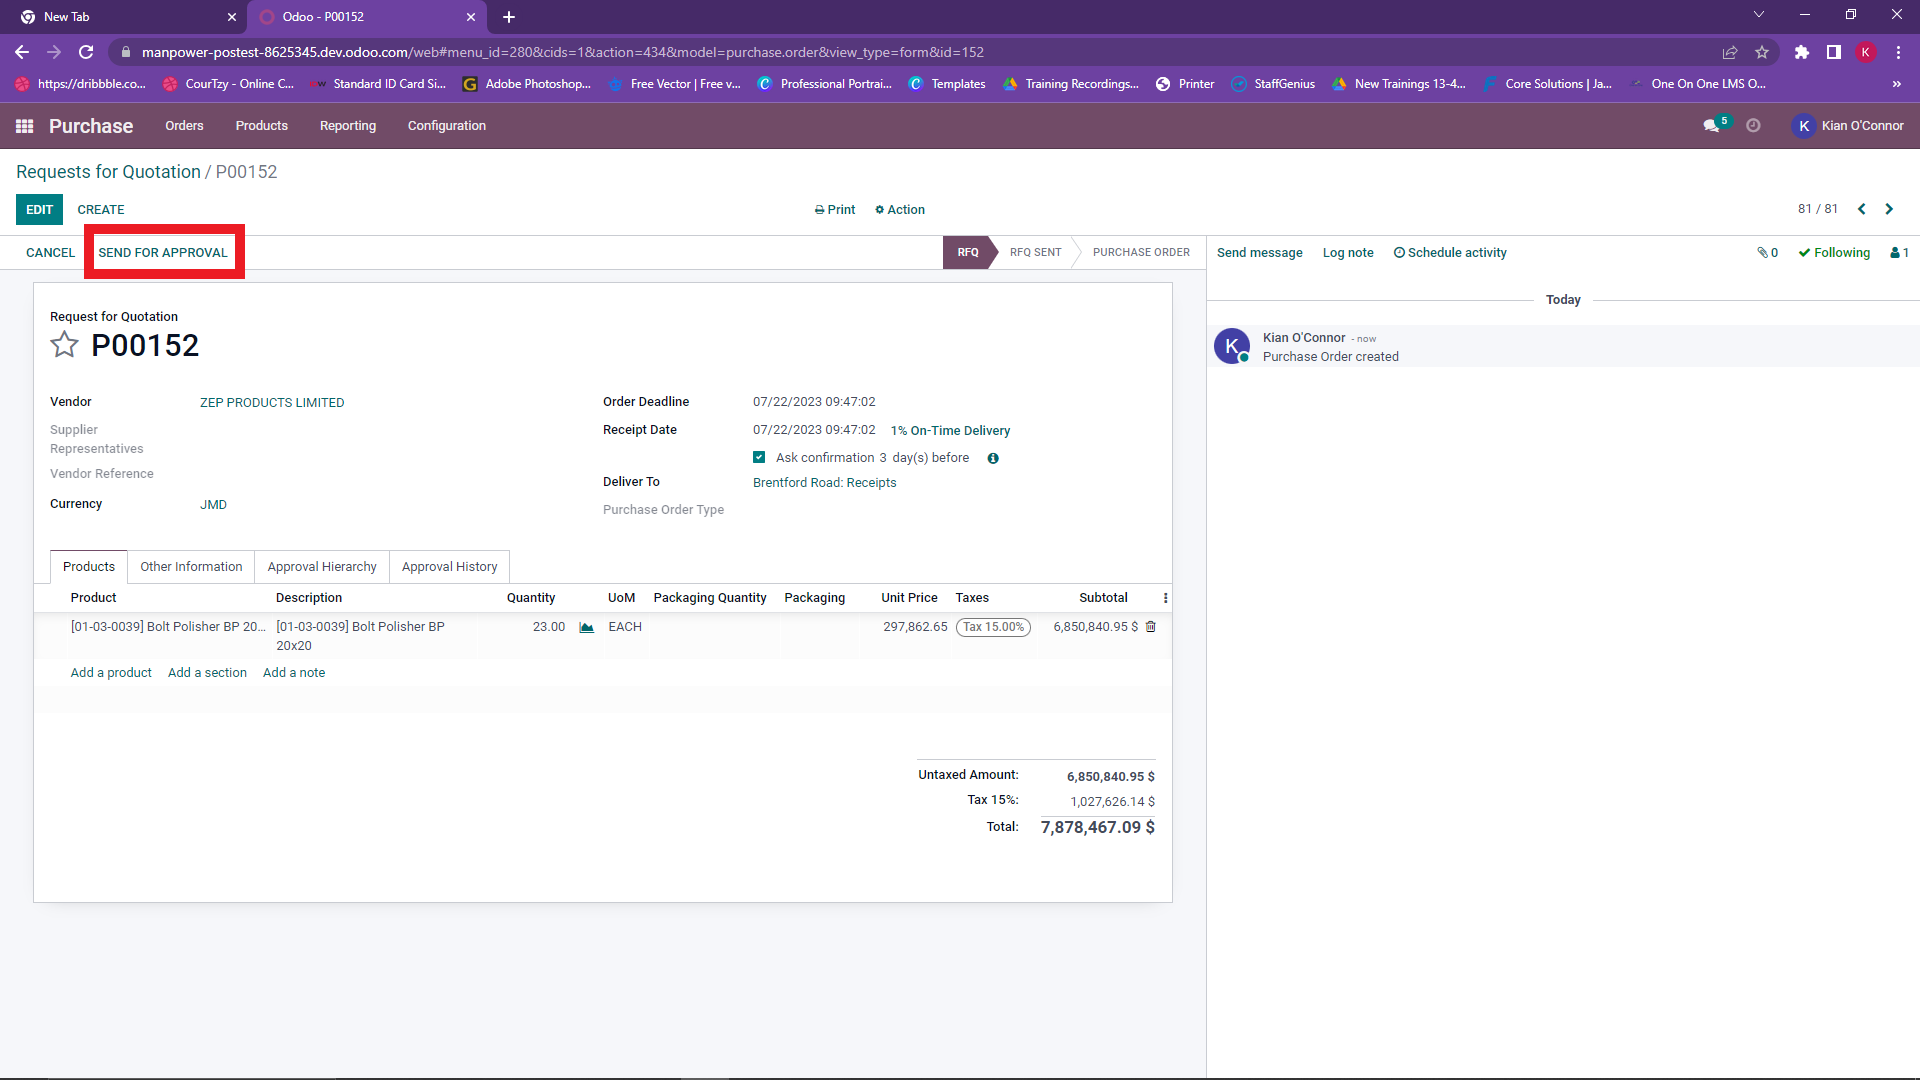 New Tab
Odoo - P00152
manpower-postest-8625345.dev.odoo.com/web#menu_id=280&cids=1&action=434&model=purchase.order&view_type=form&id=152
K
https://dribbble.co...
CourTzy - Online C...
Standard ID Card Si...
Adobe Photoshop...
Free Vector | Free v...
Professional Portrai...
Templates
Training Recordings...
Printer
StaffGenius
New Trainings 13-4...
Core Solutions | Ja...
One On One LMS O...
»
Purchase
Orders
Products
Reporting
Configuration
5
K
Kian O'Connor
Requests for Quotation / P00152
EDIT
CREATE
Print
Action
81 / 81
CANCEL
SEND FOR APPROVAL
RFQ
RFQ SENT
PURCHASE ORDER
Send message
Log note
Schedule activity
0
Following
1
Request for Quotation
P00152
Vendor
ZEP PRODUCTS LIMITED
Supplier
Representatives
Vendor Reference
Currency
JMD
Order Deadline
07/22/2023 09:47:02
Receipt Date
07/22/2023 09:47:02
1% On-Time Delivery
Ask confirmation 3 day(s) before
Deliver To
Brentford Road: Receipts
Purchase Order Type
Today
K
Kian O'Connor - now
Purchase Order created
Products
Other Information
Approval Hierarchy
Approval History
Product
Description
Quantity
UoM
Packaging Quantity
Packaging
Unit Price
Taxes
Subtotal
[01-03-0039] Bolt Polisher BP 20...
[01-03-0039] Bolt Polisher BP
20x20
23.00
EACH
297,862.65
Tax 15.00%
6,850,840.95 $
Add a product
Add a section
Add a note
Untaxed Amount:
6,850,840.95 $
Tax 15%:
1,027,626.14 $
Total:
7,878,467.09 $